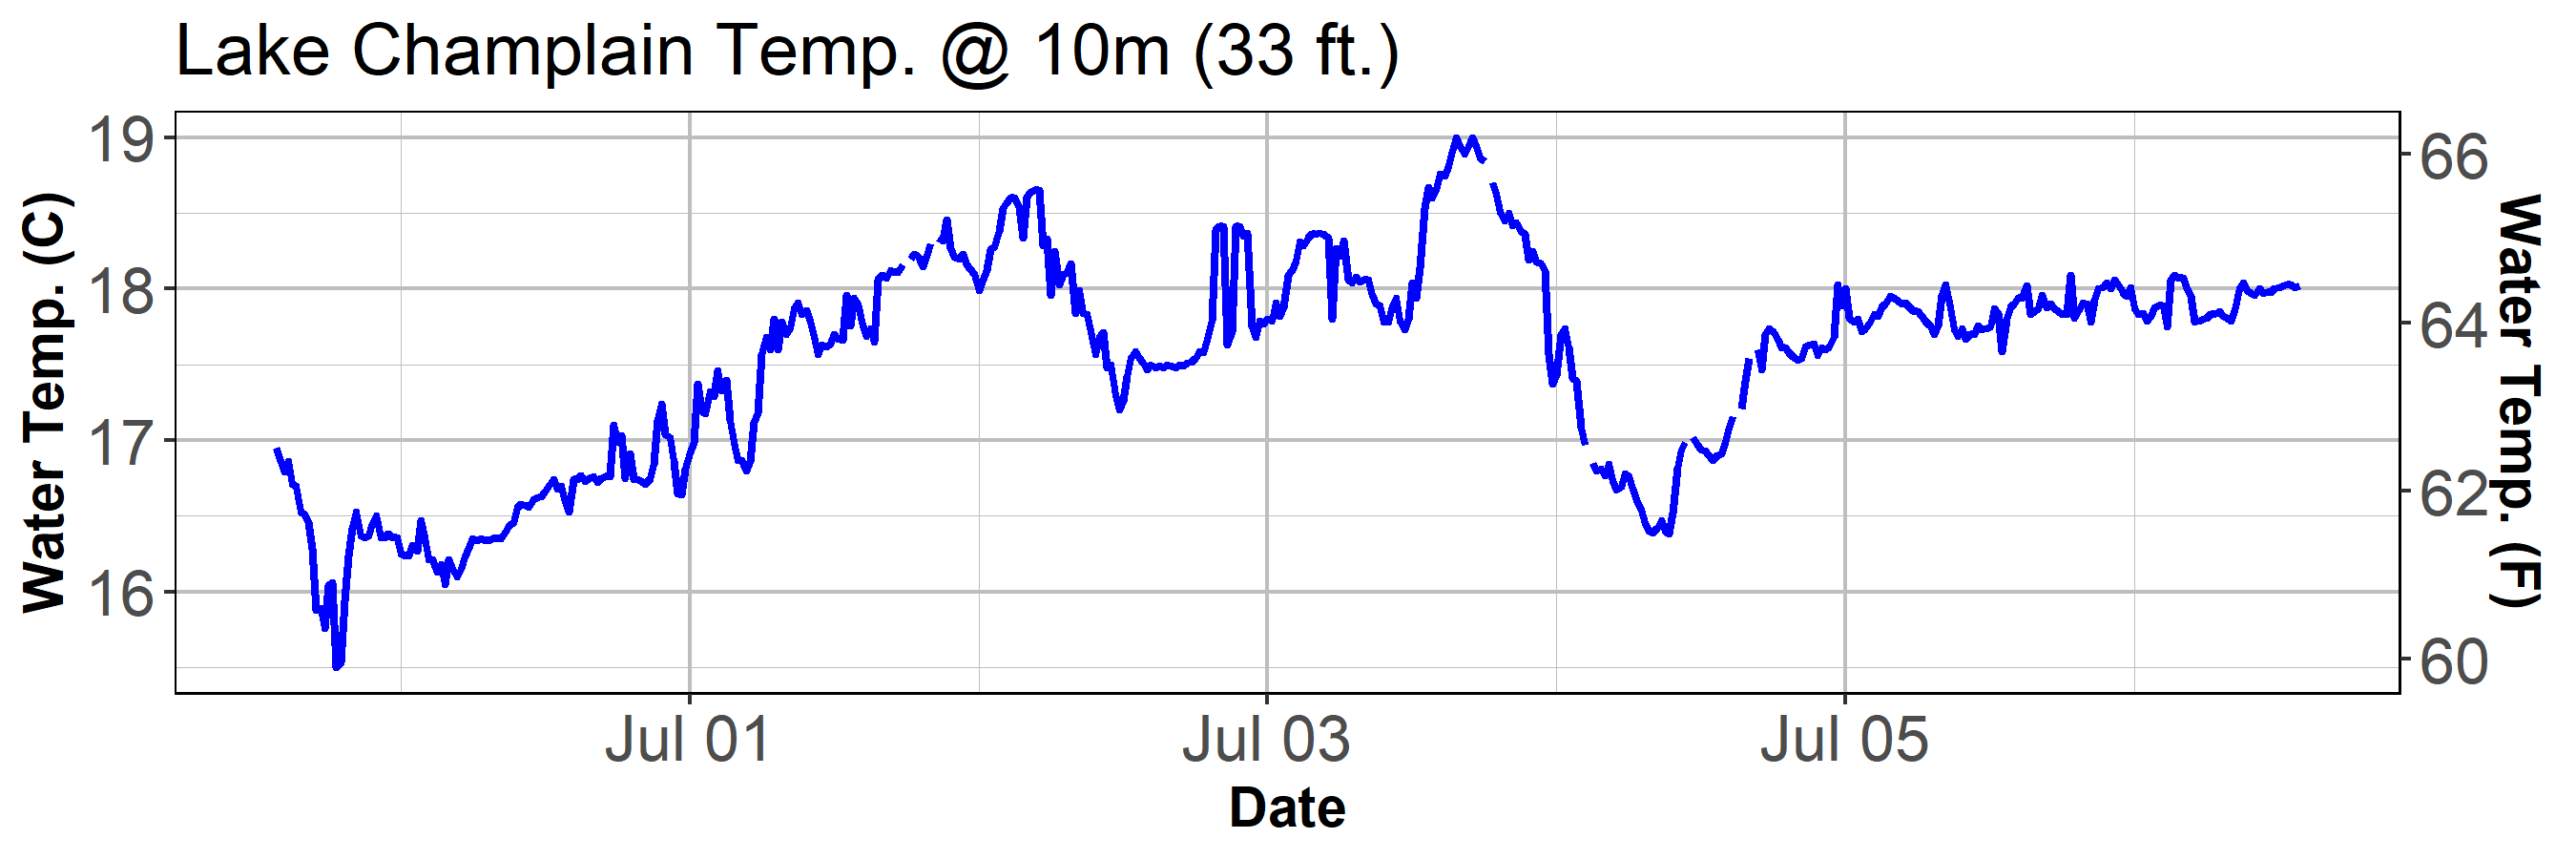 Lake Champlain Temp. @ 10m (33 ft.)
Water Temp. (C)
19
18
17
16
66
64
62
60
Water Temp. (F)
Jul 01
Jul 03
Jul 05
Date